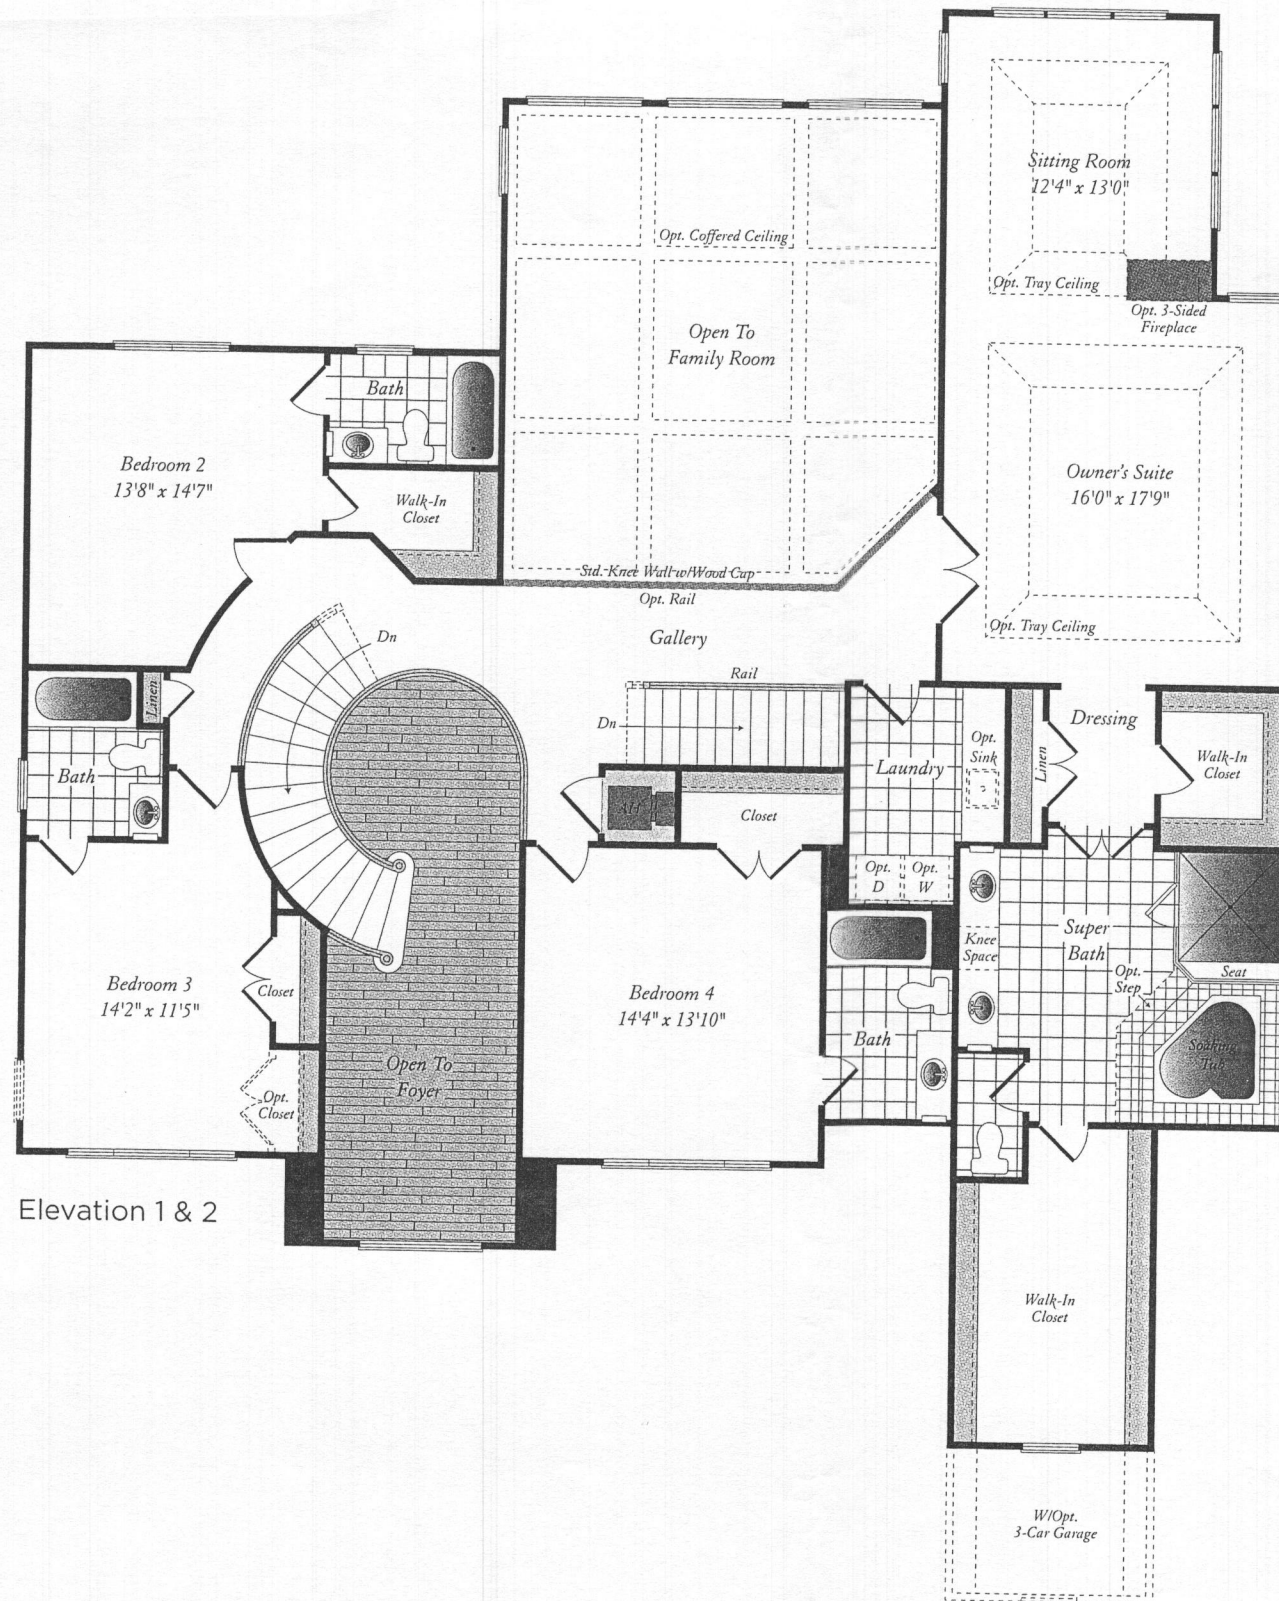 Sitting Room
12'4" x 13'0"
Opt. Coffered Ceiling
Opt. Tray Ceiling
Opt. 3-Sided
Fireplace
Open To
Family Room
Bath
Bedroom 2
13'8" x 14'7"
Walk-In
Closet
Owner's Suite
16'0" x 17'9"
Std. Knee Wall w/Wood Cap
Opt. Rail
Opt. Tray Ceiling
Dn
Gallery
Rail
Linen
Dn
Opt.
Sink
Laundry
Linen
Dressing
Walk-In
Closet
Bath
AH
Closet
Opt.
D
Opt.
W
Super
Bath
Knee
Space
Opt.
Step
Seat
Bedroom 3
14'2" x 11'5"
Closet
Bedroom 4
14'4" x 13'10"
Bath
Soaking
Tub
Open To
Foyer
Opt.
Closet
Elevation 1 & 2
Walk-In
Closet
W/Opt.
3-Car Garage